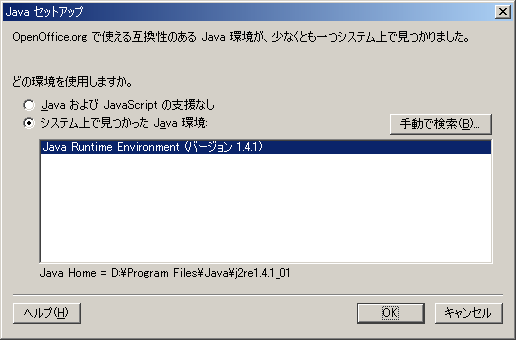 Java セットアップ
OpenOffice.org で使える互換性のある Java 環境が、少なくとも一つシステム上で見つかりました。
どの環境を使用しますか。
Java および JavaScript の支援なし
システム上で見つかった Java 環境:
手動で検索(B)...
Java Runtime Environment (バージョン 1.4.1)
Java Home = D:¥Program Files¥Java¥j2re1.4.1_01
ヘルプ(H)
OK
キャンセル